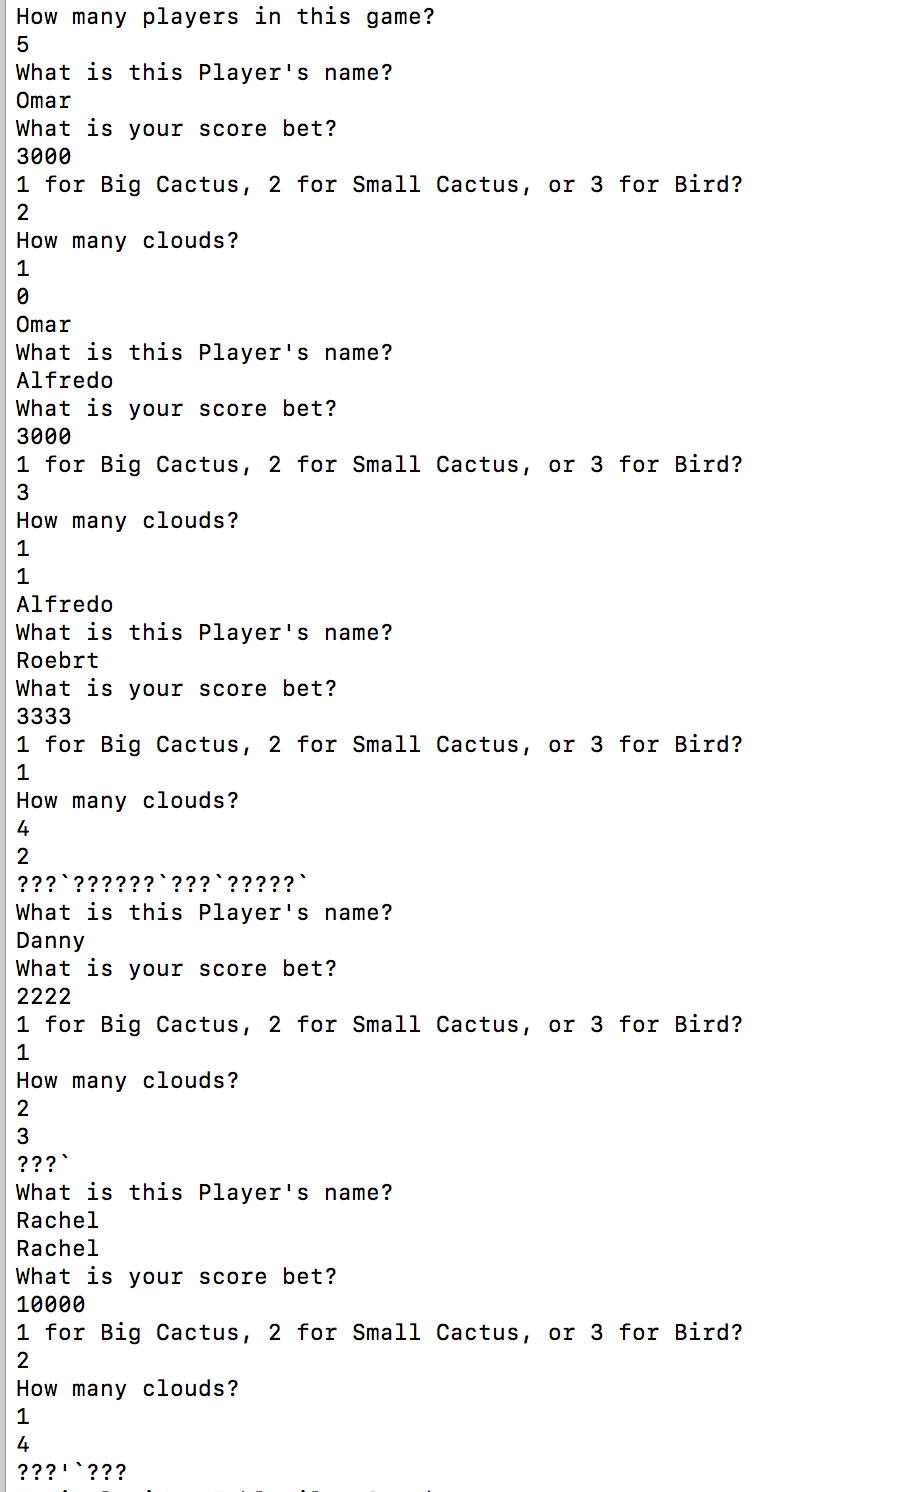 How many players in this game?
5
What is this Player's name?
Omar
What is your score bet?
3000
1 for Big Cactus, 2 for Small Cactus, or 3 for Bird?
2
How many clouds?
1
0
Omar
What is this Player's name?
Alfredo
What is your score bet?
3000
1 for Big Cactus, 2 for Small Cactus, or 3 for Bird?
3
How many clouds?
1
1
Alfredo
What is this Player's name?
Roebrt
What is your score bet?
3333
1 for Big Cactus, 2 for Small Cactus, or 3 for Bird?
1
How many clouds?
4
2
???`??????`???`?????`
What is this Player's name?
Danny
What is your score bet?
2222
1 for Big Cactus, 2 for Small Cactus, or 3 for Bird?
1
How many clouds?
2
3
???`
What is this Player's name?
Rachel
Rachel
What is your score bet?
10000
1 for Big Cactus, 2 for Small Cactus, or 3 for Bird?
2
How many clouds?
1
4
???'`???